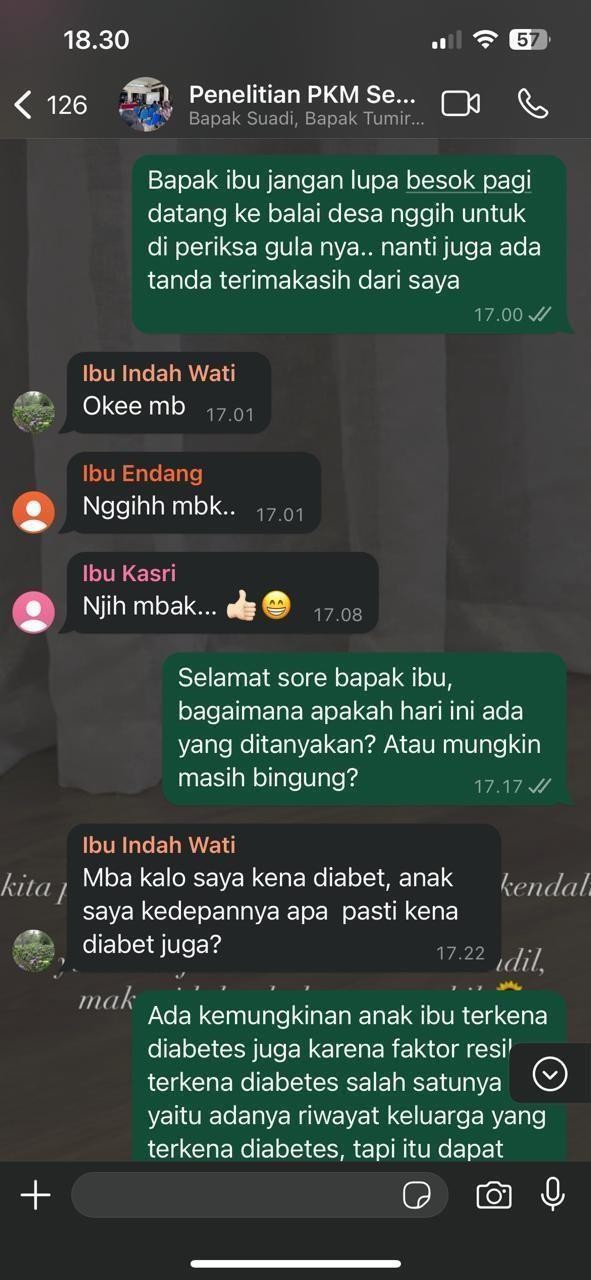 18.30
57
126
Penelitian PKM Se...
Bapak Suadi, Bapak Tumir...
Bapak ibu jangan lupa besok pagi
datang ke balai desa nggih untuk
di periksa gula nya.. nanti juga ada
tanda terimakasih dari saya
17.00
Ibu Indah Wati
Okee mb
17.01
Ibu Endang
Nggihh mbk..
17.01
Ibu Kasri
Njih mbak... 👍🏻😁
17.08
Selamat sore bapak ibu,
bagaimana apakah hari ini ada
yang ditanyakan? Atau mungkin
masih bingung?
17.17
Ibu Indah Wati
Mba kalo saya kena diabet, anak
saya kedepannya apa pasti kena
diabet juga?
17.22
kita
kendal
Ada kemungkinan anak ibu terkena
diabetes juga karena faktor
terkena diabetes salah satunya
yaitu adanya riwayat keluarga yang
terkena diabetes, tapi itu dapat